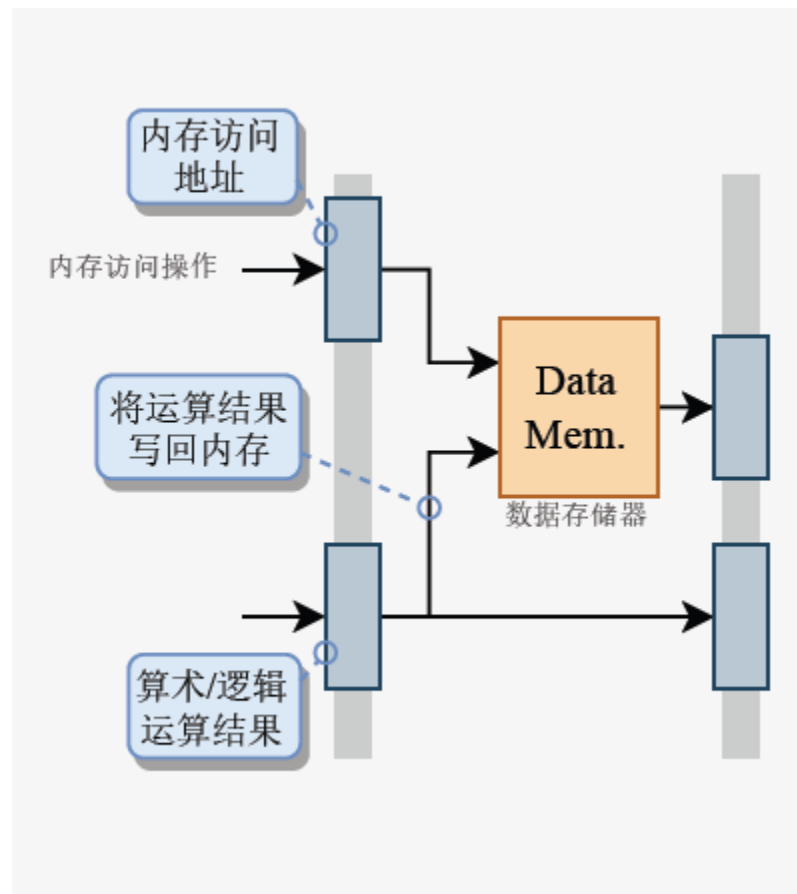 内存访问
地址
内存访问操作
将运算结果
写回内存
Data
Mem.
数据存储器
算术/逻辑
运算结果